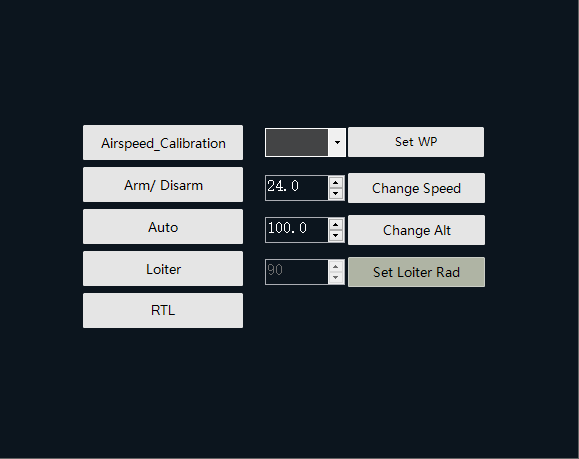 Airspeed_Calibration
Set WP
Arm/ Disarm
24.0
Change Speed
Auto
100.0
Change Alt
Loiter
90
Set Loiter Rad
RTL